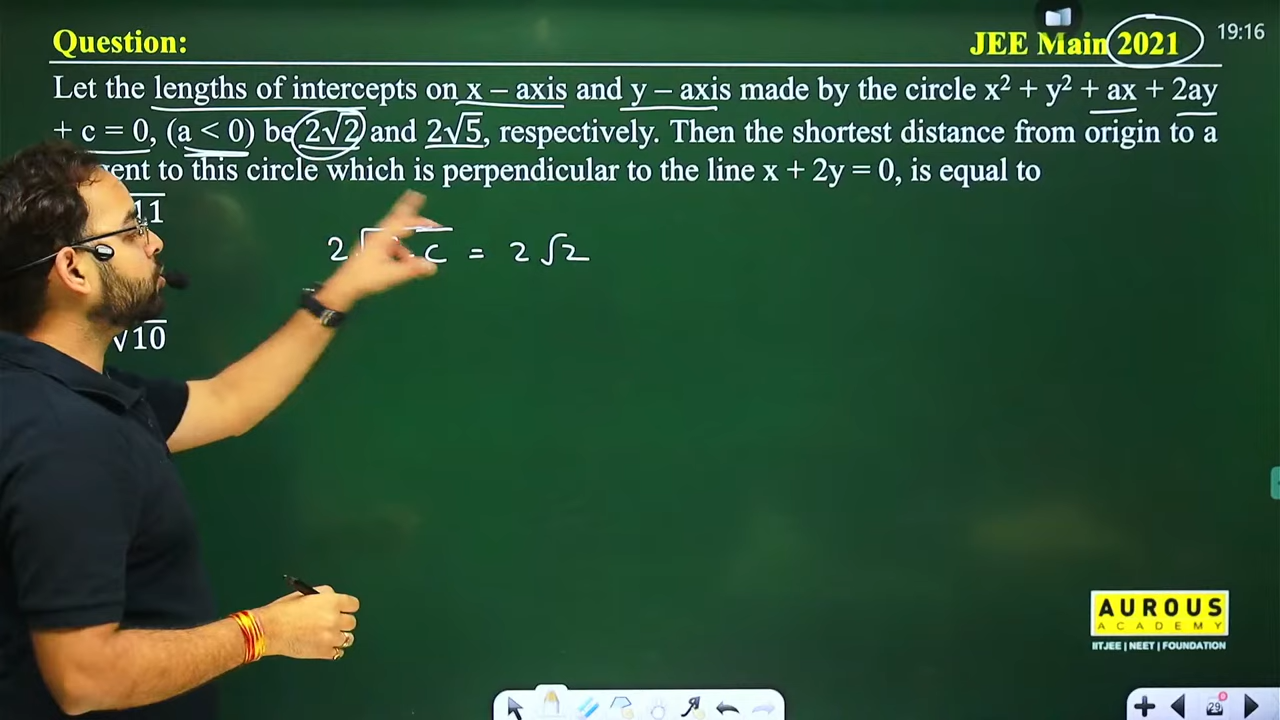 Question:
JEE Main 2021
19:16
Let the lengths of intercepts on x – axis and y – axis made by the circle x² + y² + ax + 2ay
+ c = 0, (a < 0) be 2√2 and 2√5, respectively. Then the shortest distance from origin to a
to this circle which is perpendicular to the line x + 2y = 0, is equal to
11
2√ c = 2√2
√10
AUROUS
ACADEMY
IITJEE | NEET | FOUNDATION
29